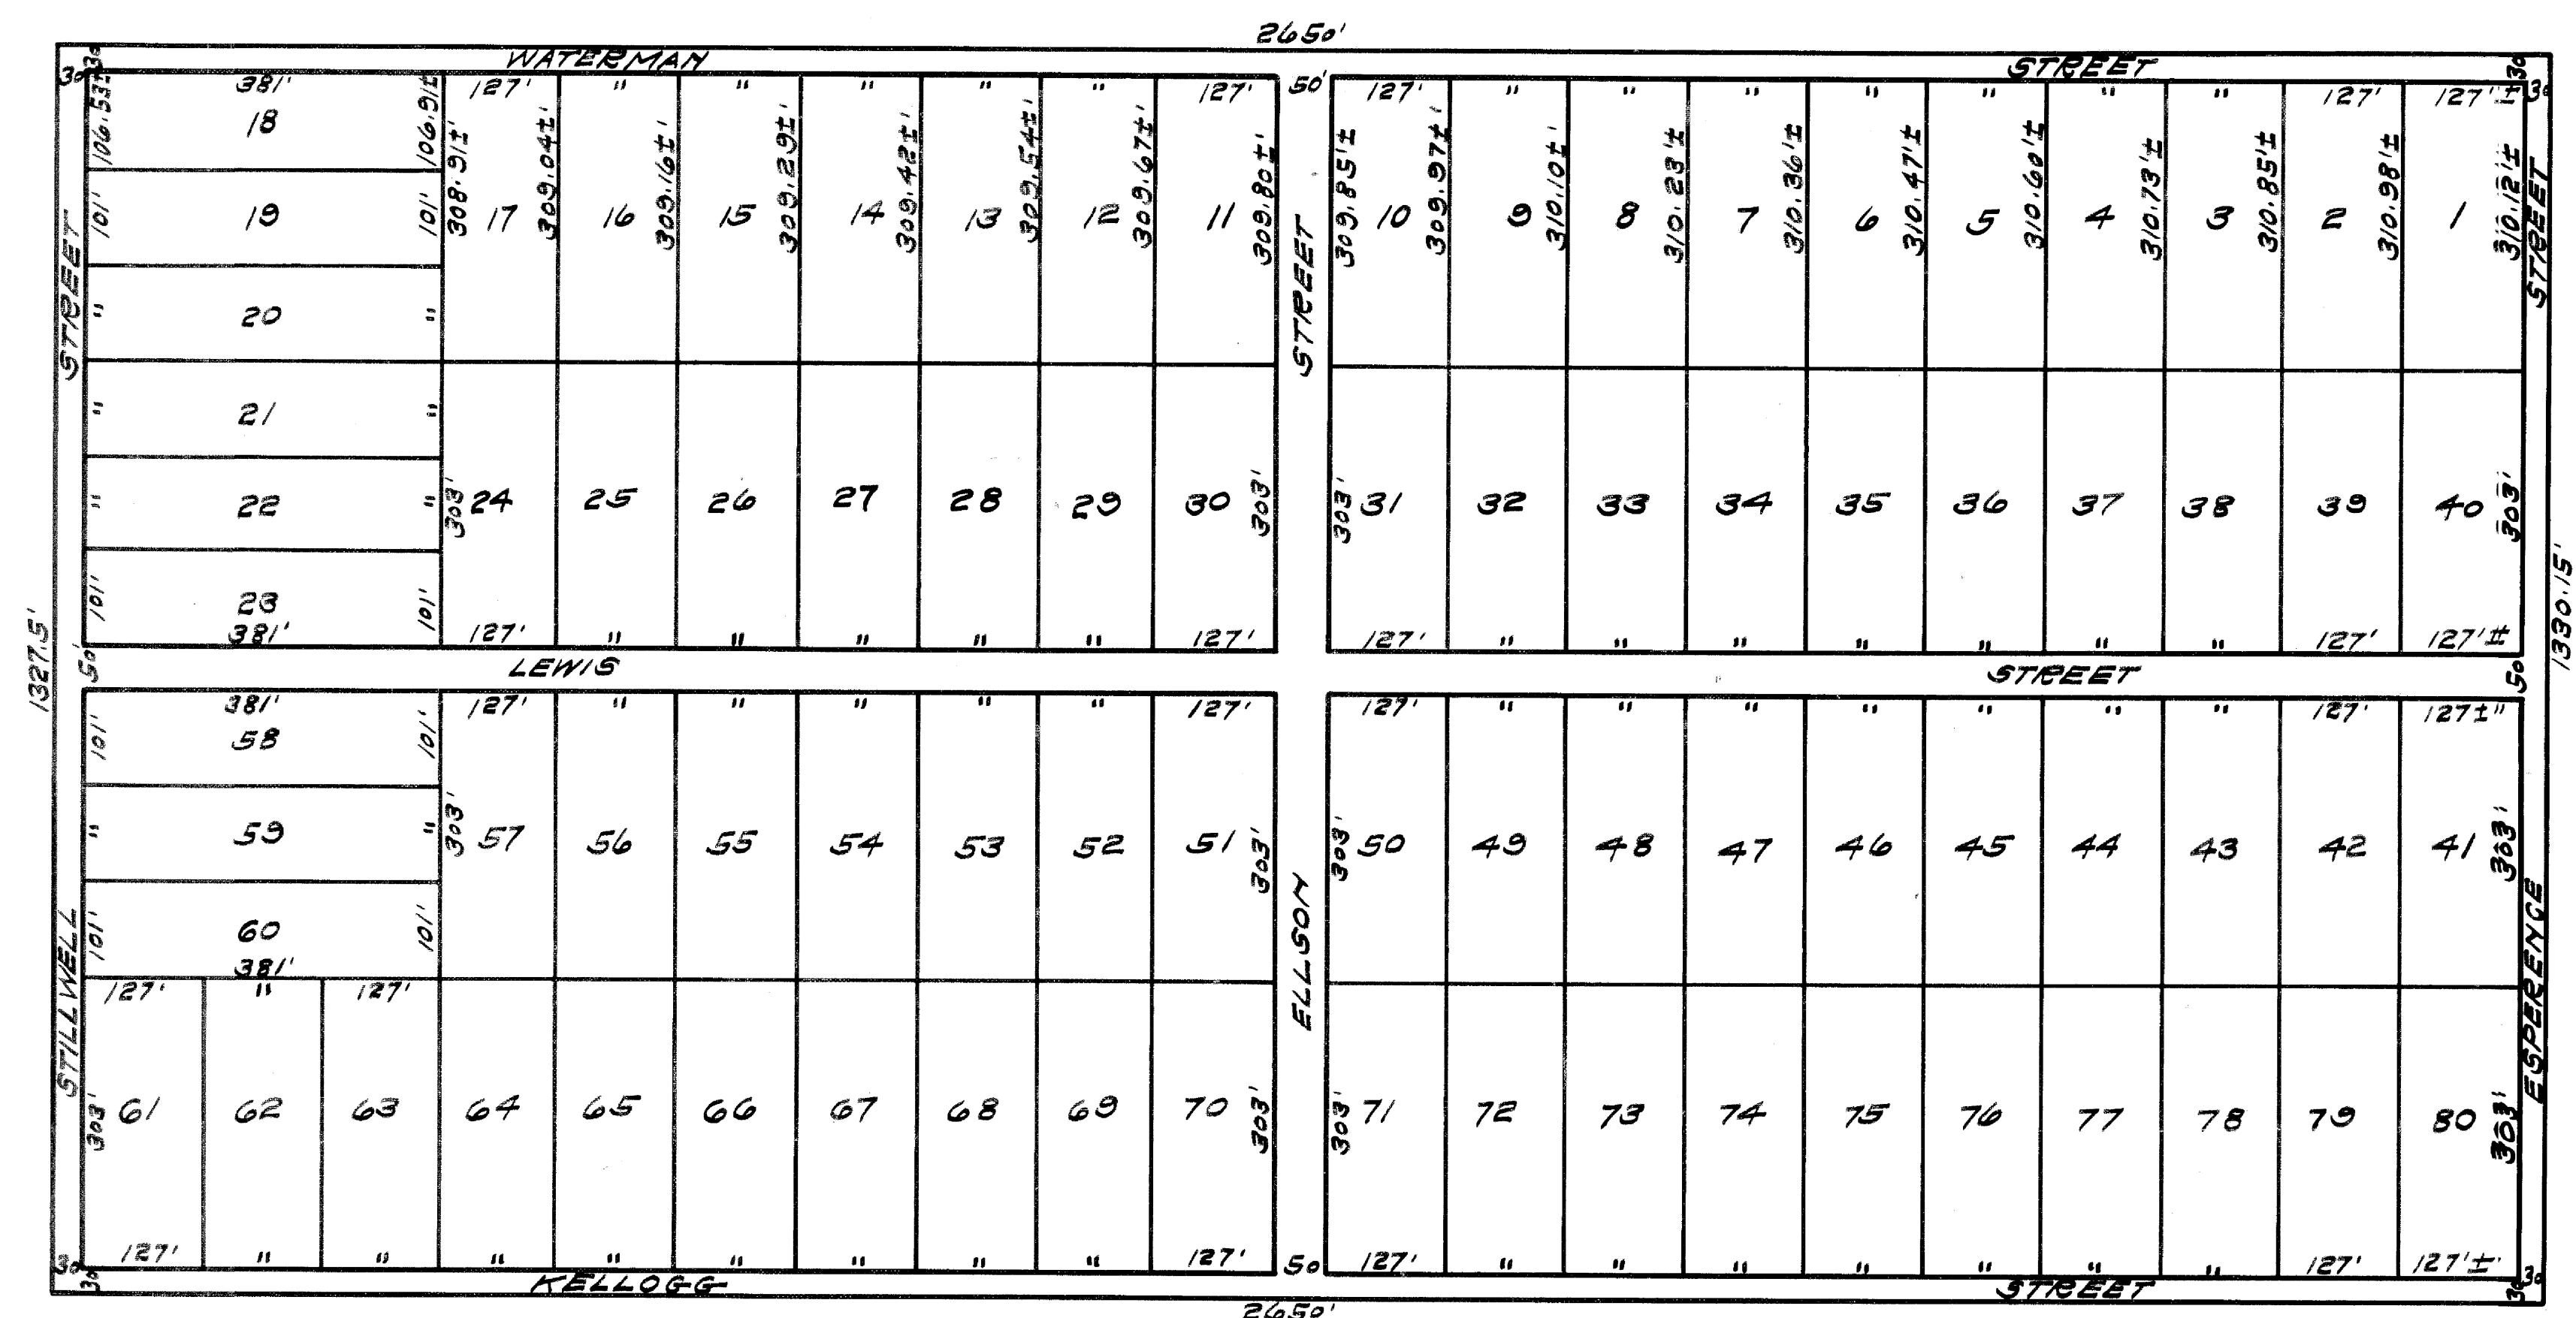 2650'
WATERMAN STREET
30 30 381' 127' " " " " " 127' 50' 127' " " " " " " " 127' 127'± 30 30
106.53± 18 106.91±
308.91±' 309.04±' 309.16±' 309.29±' 309.42±' 309.54±' 309.67±' 309.80±' 309.85'± 309.97±' 310.10±' 310.23'± 310.36'± 310.47'± 310.60'± 310.73'± 310.85'± 310.98'± 310.12'±
101' 19 101' 17 16 15 14 13 12 11 10 9 8 7 6 5 4 3 2 1
STREET STREET STREET
" 20 "
" 21 "
" 22 " 303' 24 25 26 27 28 29 30 303' 303' 31 32 33 34 35 36 37 38 39 40 303'
101' 23 101'
381' 127' " " " " " 127' 127' " " " " " " " 127' 127'±
1327.5' 50' LEWIS STREET 50 1330.15'
381' 127' " " " " " 127' 127' " " " " " " " 127' 127±"
101' 58 101'
" 59 " 303' 57 56 55 54 53 52 51 303' 303' 50 49 48 47 46 45 44 43 42 41 303'
101' 60 101'
381'
STILLWELL ELLSON ESPERENCE
127' " 127'
303' 61 62 63 64 65 66 67 68 69 70 303' 303' 71 72 73 74 75 76 77 78 79 80 303'
30 30 127' " " " " " " " " 127' 50 127' " " " " " " " 127' 127'± 30 30
KELLOGG STREET
2650'